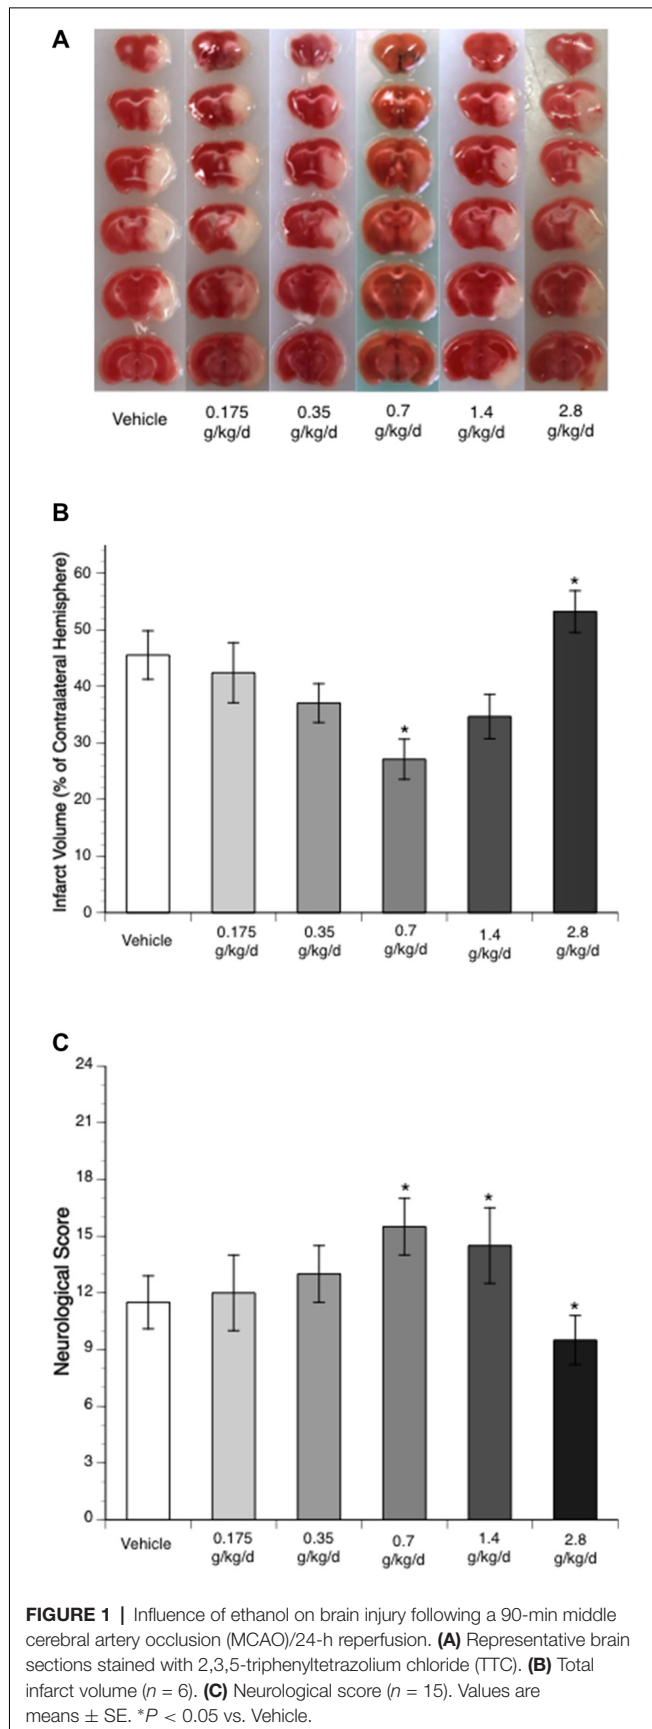 A
Vehicle 0.175 0.35 0.7 1.4 2.8
g/kg/d g/kg/d g/kg/d g/kg/d g/kg/d
B
Infarct Volume (% of Contralateral Hemisphere)
60
50
40
30
20
10
0
*
*
Vehicle 0.175 0.35 0.7 1.4 2.8
g/kg/d g/kg/d g/kg/d g/kg/d g/kg/d
C
Neurological Score
24
21
18
15
12
9
6
3
0
*
*
*
Vehicle 0.175 0.35 0.7 1.4 2.8
g/kg/d g/kg/d g/kg/d g/kg/d g/kg/d
FIGURE 1 | Influence of ethanol on brain injury following a 90-min middle
cerebral artery occlusion (MCAO)/24-h reperfusion. (A) Representative brain
sections stained with 2,3,5-triphenyltetrazolium chloride (TTC). (B) Total
infarct volume (n = 6). (C) Neurological score (n = 15). Values are
means ± SE. *P < 0.05 vs. Vehicle.